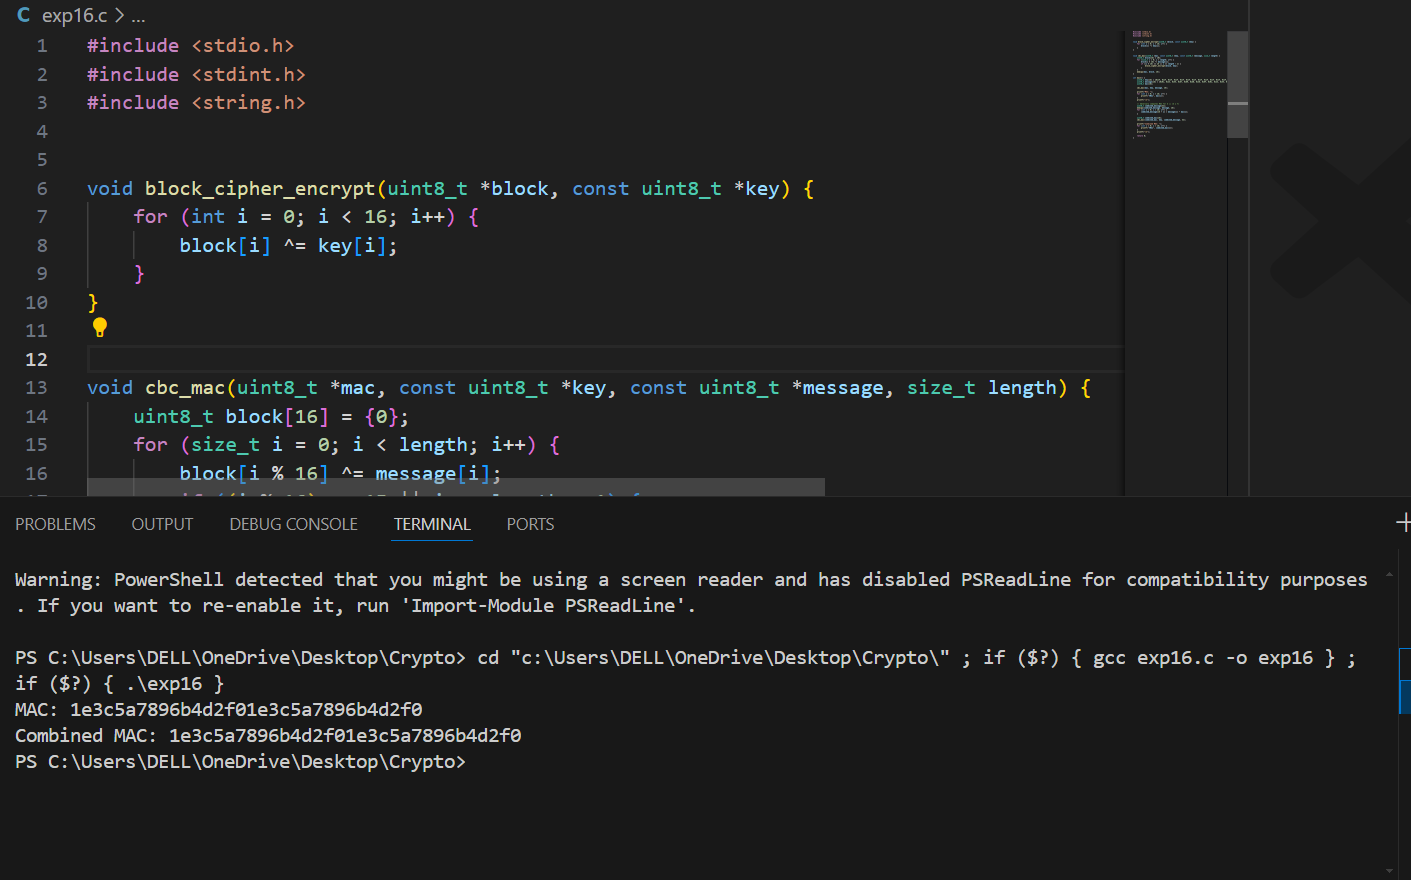 C exp16.c > ...
1 #include <stdio.h>
2 #include <stdint.h>
3 #include <string.h>
4
5
6 void block_cipher_encrypt(uint8_t *block, const uint8_t *key) {
7 for (int i = 0; i < 16; i++) {
8 block[i] ^= key[i];
9 }
10 }
11
12
13 void cbc_mac(uint8_t *mac, const uint8_t *key, const uint8_t *message, size_t length) {
14 uint8_t block[16] = {0};
15 for (size_t i = 0; i < length; i++) {
16 block[i % 16] ^= message[i];
PROBLEMS OUTPUT DEBUG CONSOLE TERMINAL PORTS
Warning: PowerShell detected that you might be using a screen reader and has disabled PSReadLine for compatibility purposes
. If you want to re-enable it, run 'Import-Module PSReadLine'.
PS C:\Users\DELL\OneDrive\Desktop\Crypto> cd "c:\Users\DELL\OneDrive\Desktop\Crypto\" ; if ($?) { gcc exp16.c -o exp16 } ;
if ($?) { .\exp16 }
MAC: 1e3c5a7896b4d2f01e3c5a7896b4d2f0
Combined MAC: 1e3c5a7896b4d2f01e3c5a7896b4d2f0
PS C:\Users\DELL\OneDrive\Desktop\Crypto>